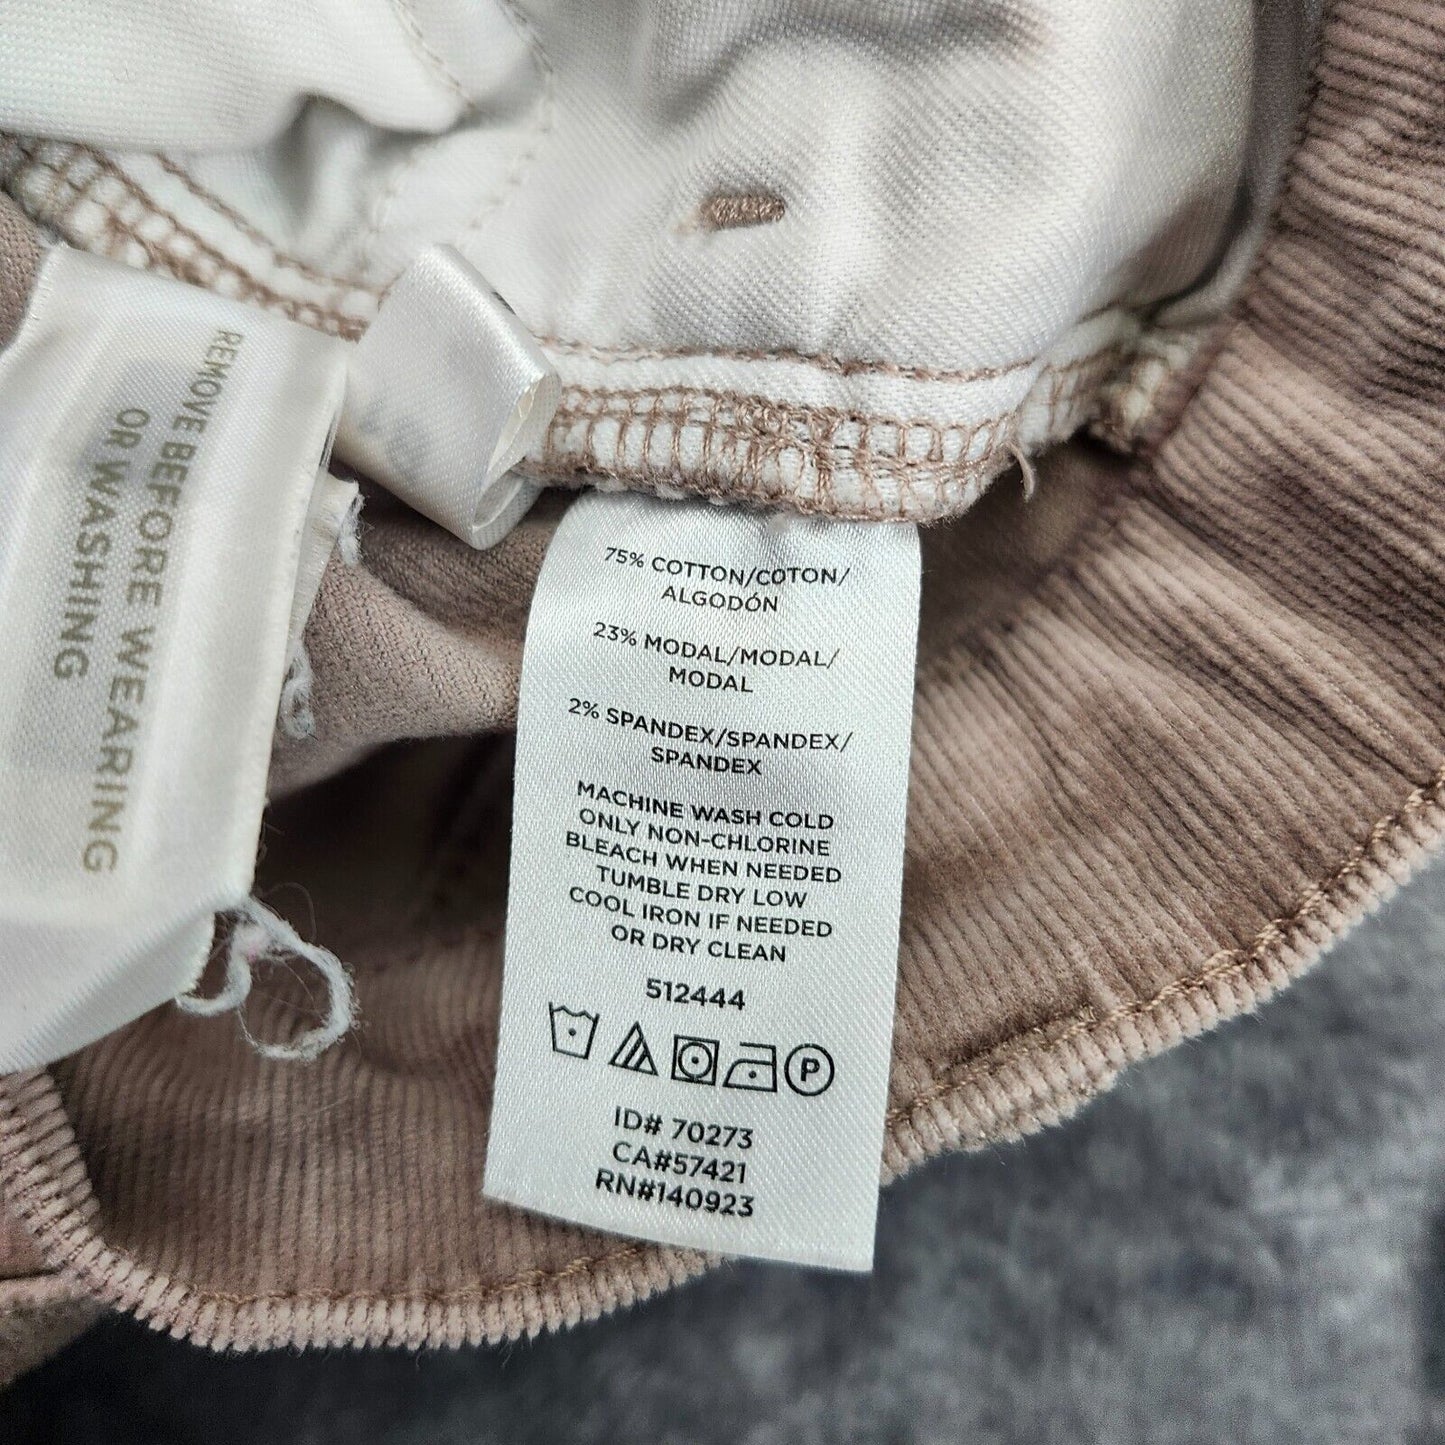 REMOVE BEFORE WEARING
OR WASHING
75% COTTON/COTON/
ALGODÓN
23% MODAL/MODAL/
MODAL
2% SPANDEX/SPANDEX/
SPANDEX
MACHINE WASH COLD
ONLY NON-CHLORINE
BLEACH WHEN NEEDED
TUMBLE DRY LOW
COOL IRON IF NEEDED
OR DRY CLEAN
512444
P
ID# 70273
CA#57421
RN#140923